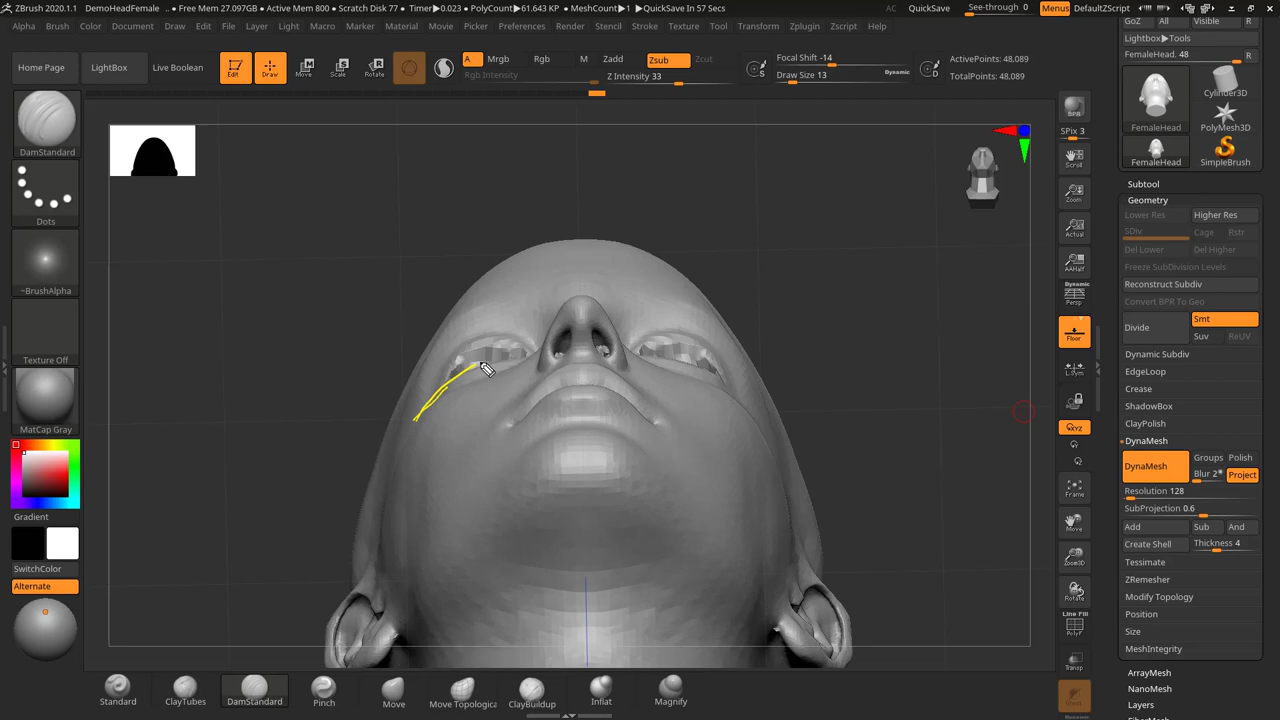 ZBrush 2020.1.1 DemoHeadFemale .. • Free Mem 27.097GB • Active Mem 800 • Scratch Disk 77 • Timer▶0.023 • PolyCount▶61.643 KP • MeshCount▶1 ▶QuickSave In 57 Secs AC QuickSave See-through 0 Menus DefaultZScript
Alpha Brush Color Document Draw Edit File Layer Light Macro Marker Material Movie Picker Preferences Render Stencil Stroke Texture Tool Transform Zplugin Zscript Help
GoZ All Visible R
Lightbox▶Tools
FemaleHead. 48 R
Home Page LightBox Live Boolean Edit Draw Move Scale Rotate
A Mrgb Rgb M Zadd Zsub Zcut
Rgb Intensity Z Intensity 33
Focal Shift -14
Draw Size 13 Dynamic
S D
ActivePoints: 48,089
TotalPoints: 48,089
DamStandard
Dots
~BrushAlpha
Texture Off
MatCap Gray
Gradient
SwitchColor
Alternate
BPR
SPix 3
Scroll
Zoom
Actual
AAHalf
Dynamic
Persp
Floor
L.Sym
XYZ
Frame
Move
Zoom3D
Rotate
Line Fill
PolyF
Transp
Ghost
Cylinder3D
FemaleHead PolyMesh3D
FemaleHead SimpleBrush
Subtool
Geometry
Lower Res Higher Res
SDiv Cage Rstr
Del Lower Del Higher
Freeze SubDivision Levels
Reconstruct Subdiv
Convert BPR To Geo
Divide Smt
Suv ReUV
Dynamic Subdiv
EdgeLoop
Crease
ShadowBox
ClayPolish
DynaMesh
DynaMesh Groups Polish
Blur 2 Project
Resolution 128
SubProjection 0.6
Add Sub And
Create Shell Thickness 4
Tessimate
ZRemesher
Modify Topology
Position
Size
MeshIntegrity
ArrayMesh
NanoMesh
Layers
FiberMesh
Standard ClayTubes DamStandard Pinch Move Move Topologica ClayBuildup Inflat Magnify